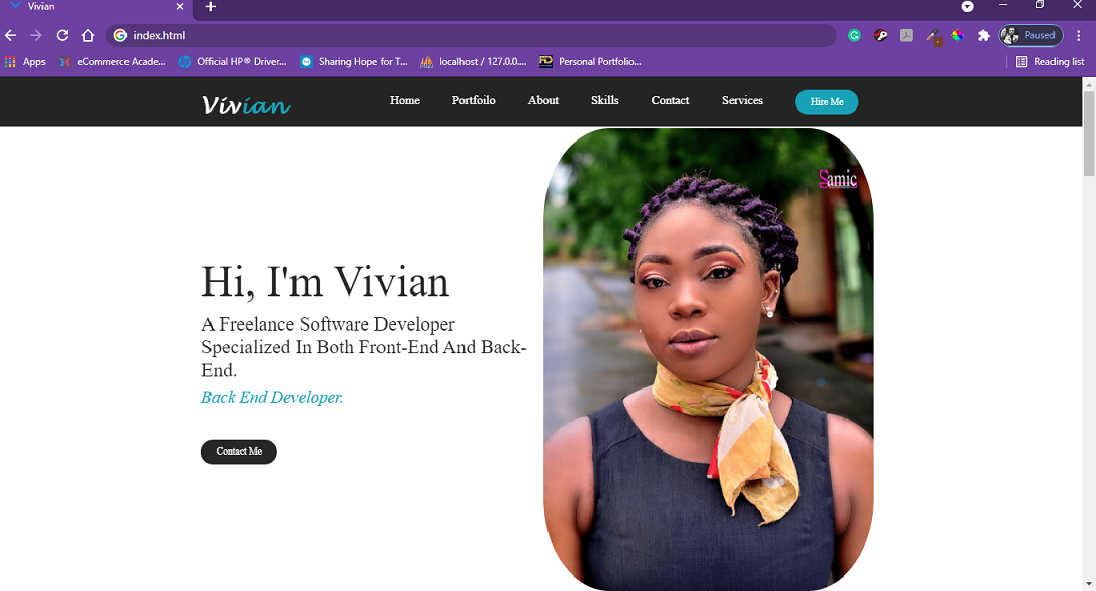 Vivian
index.html
Paused
Apps
eCommerce Acade...
Official HP® Driver...
Sharing Hope for T...
localhost / 127.0.0....
Personal Portfolio...
Reading list
Vivian
Home
Portfoilo
About
Skills
Contact
Services
Hire Me
Samic
Hi, I'm Vivian
A Freelance Software Developer
Specialized In Both Front-End And Back-
End.
Back End Developer.
Contact Me